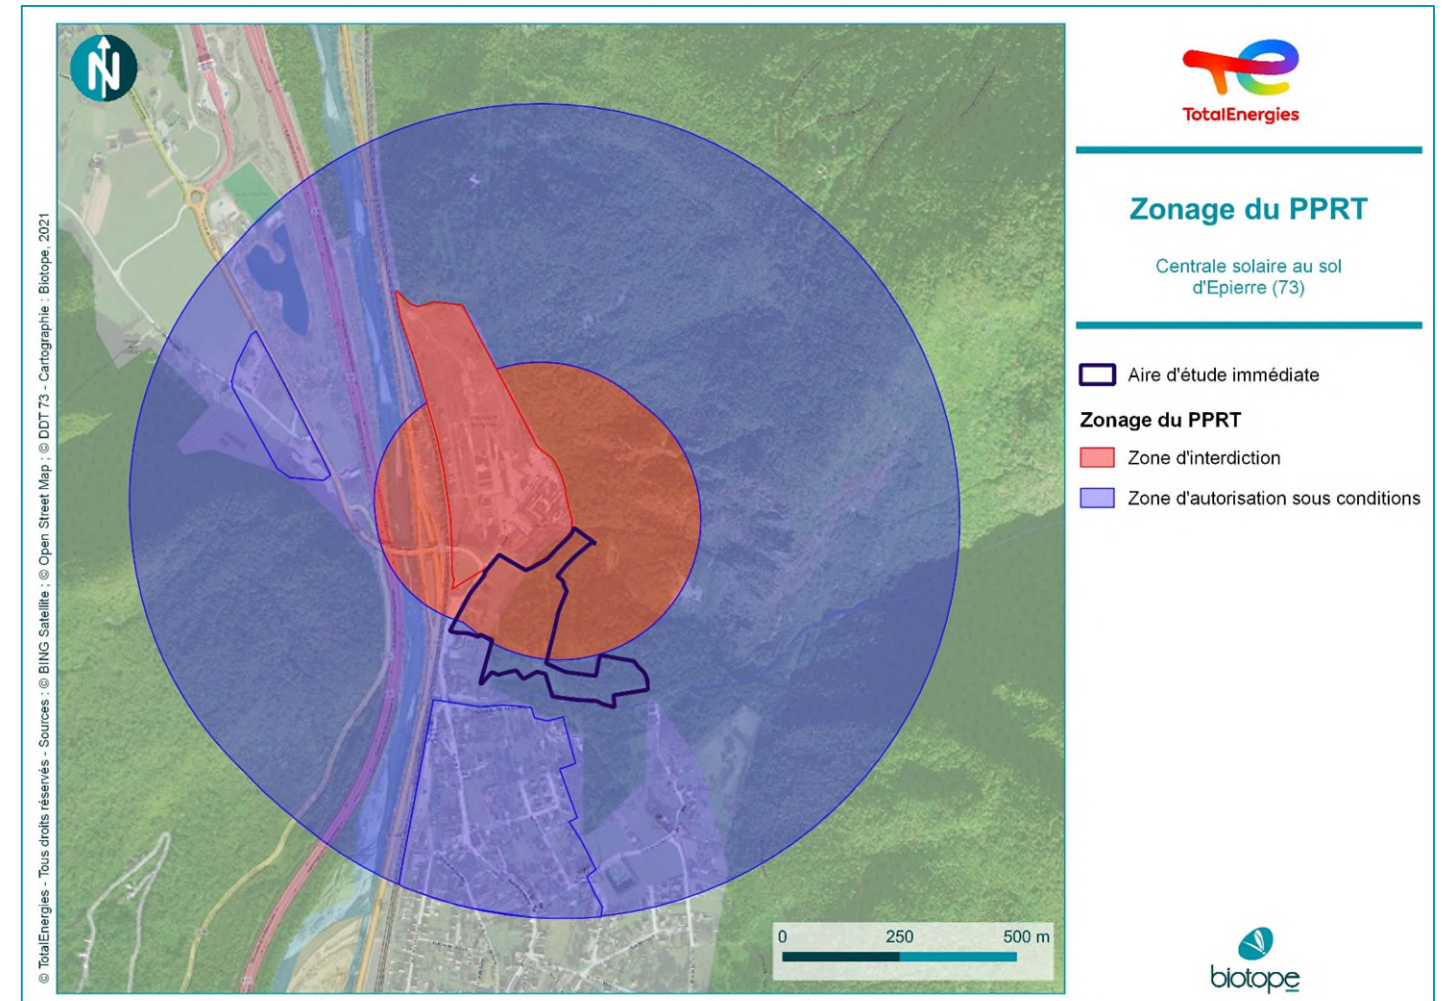 N
© TotalEnergies - Tous droits réservés - Sources : © BING Satellite ; © Open Street Map ; © DDT 73 - Cartographie : Biotope, 2021
TotalEnergies
Zonage du PPRT
Centrale solaire au sol
d'Epierre (73)
Aire d'étude immédiate
Zonage du PPRT
Zone d'interdiction
Zone d'autorisation sous conditions
0 250 500 m
biotope